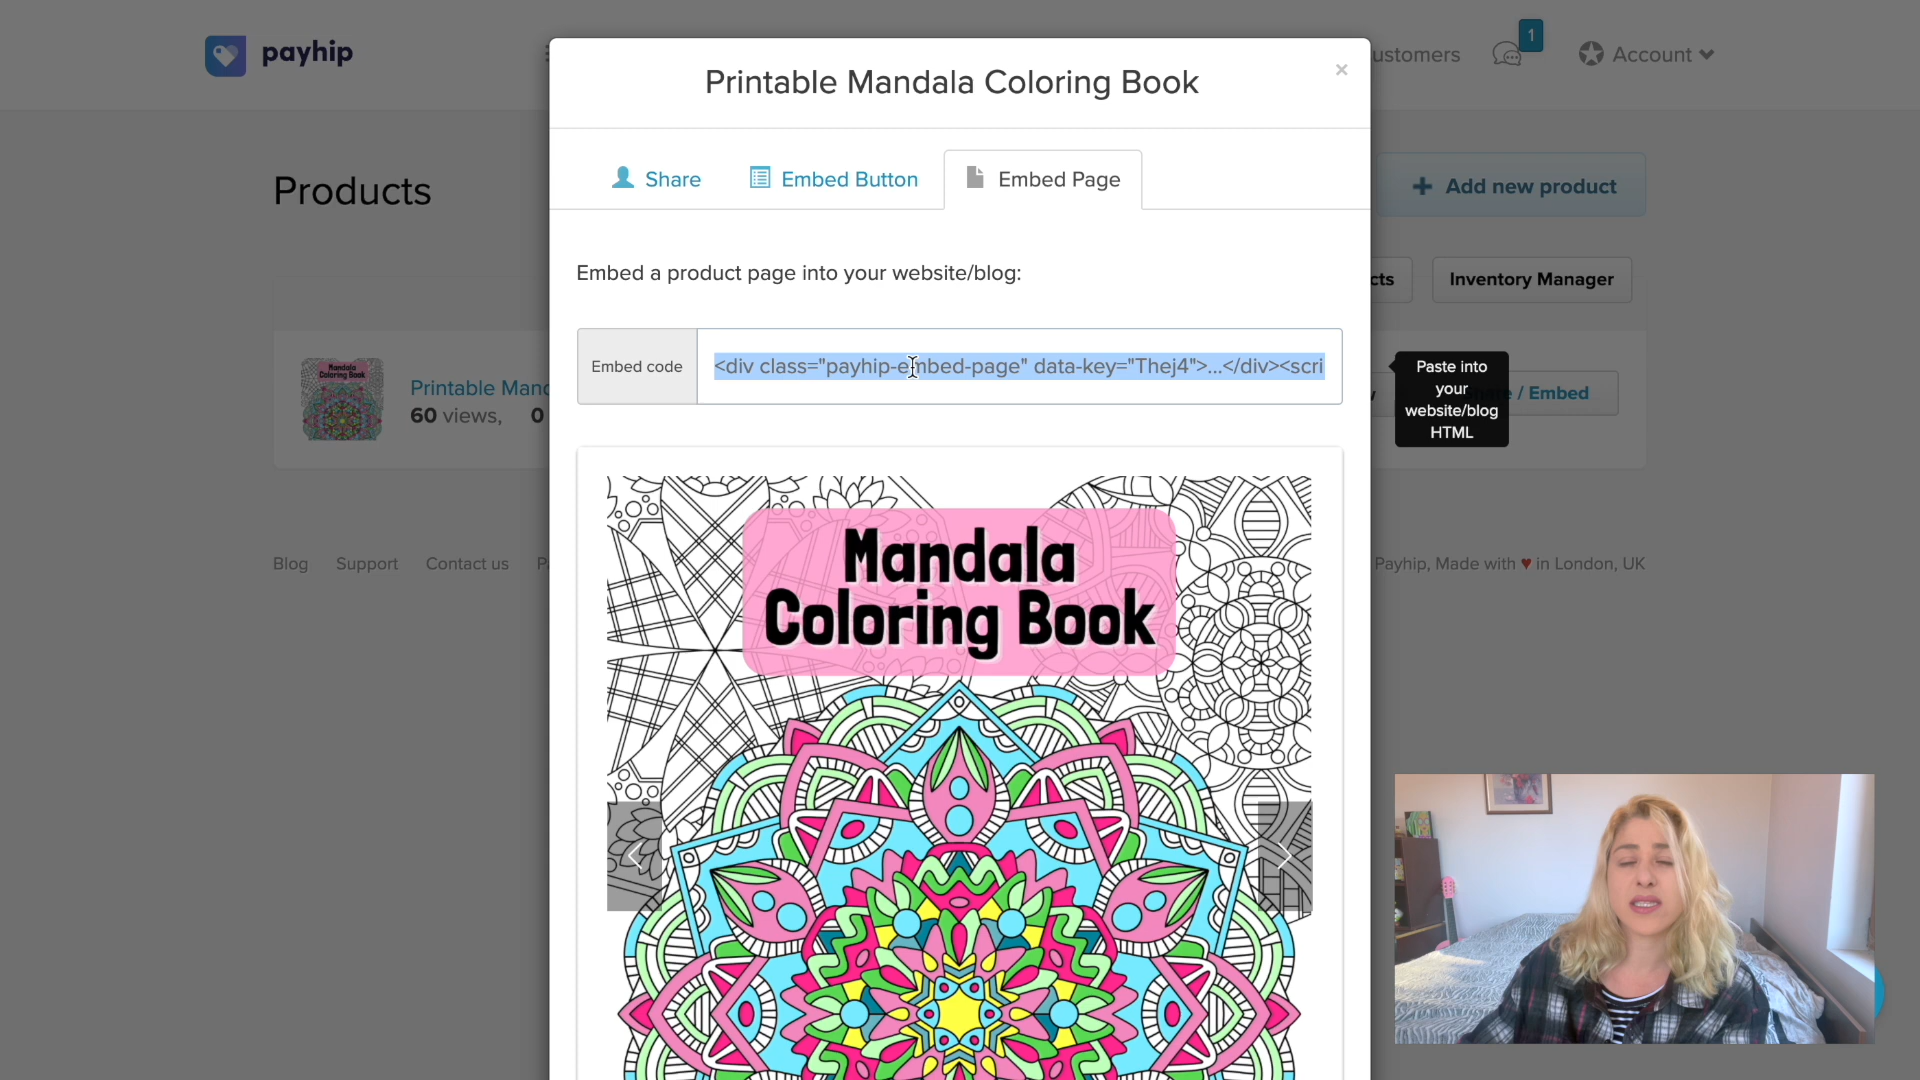 payhip
Printable Mandala Coloring Book
×
ustomers
1
Account
Share
Embed Button
Embed Page
Products
Add new product
Embed a product page into your website/blog:
cts
Inventory Manager
Embed code
<div class="payhip-embed-page" data-key="Thej4">...</div><scri
Paste into
your
website/blog
HTML
/ Embed
Printable Mand
Coloring Book
60 views,
0
Mandala
Coloring Book
Blog
Support
Contact us
Payhip, Made with ♥ in London, UK